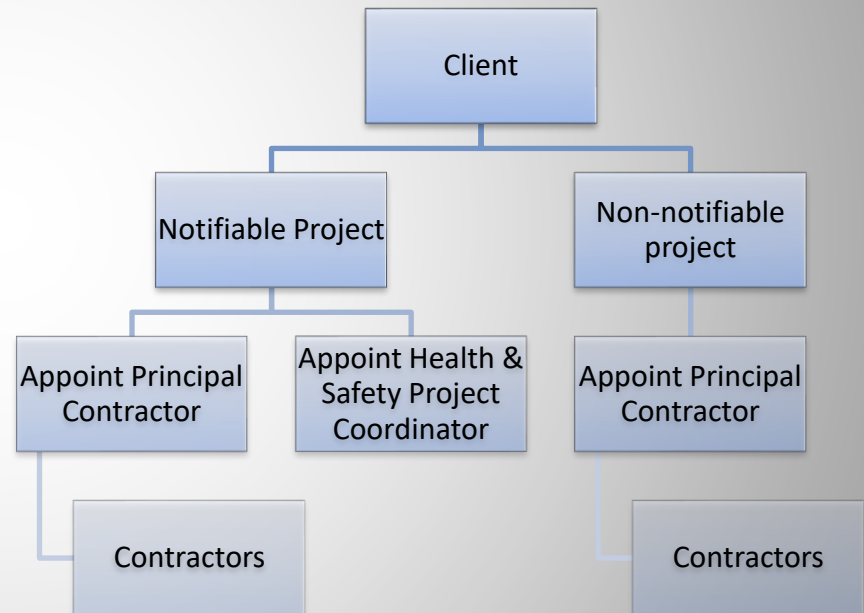 Client
Notifiable Project
Non-notifiable
project
Appoint Principal
Contractor
Appoint Health &
Safety Project
Coordinator
Appoint Principal
Contractor
Contractors
Contractors